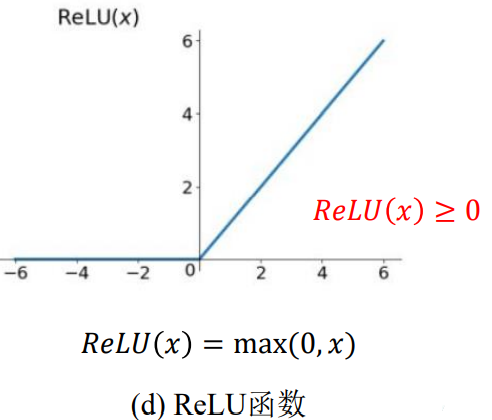 ReLU(x)
6
4
2
ReLU(x) ≥ 0
−6 −4 −2 0 2 4 6
ReLU(x) = max(0, x)
(d) ReLU函数